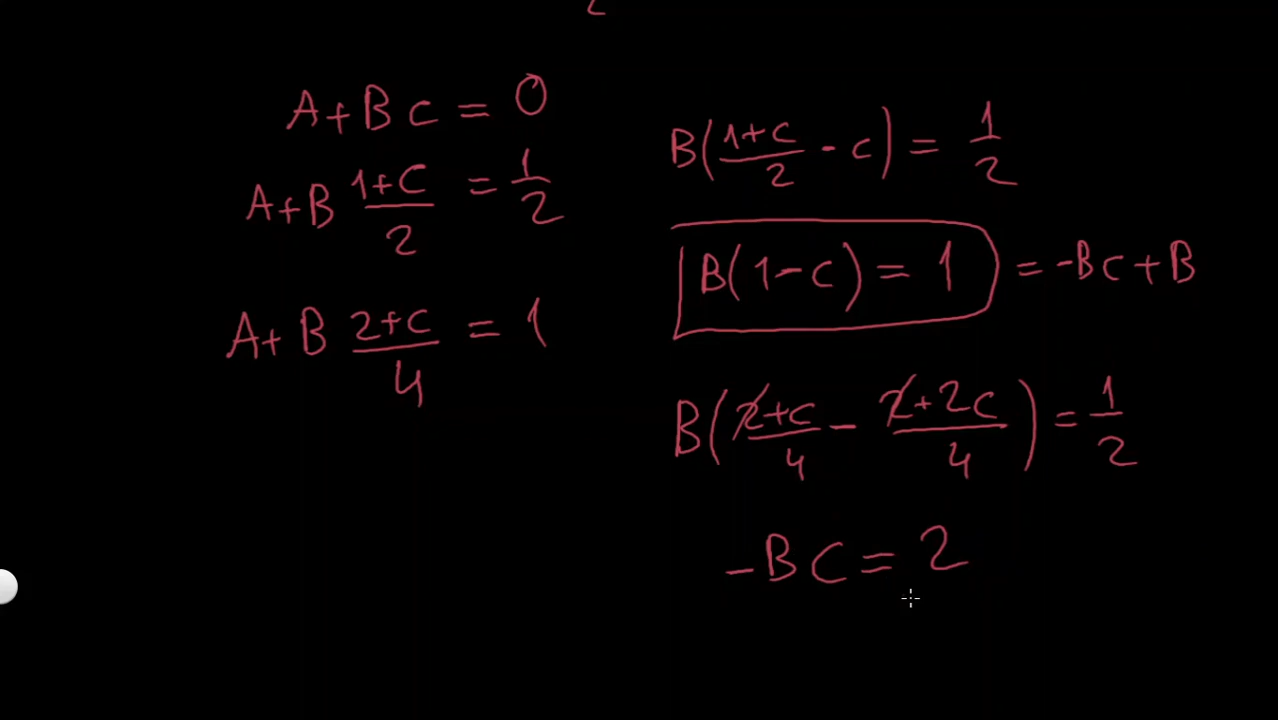 A+Bc = 0
A+B (1+c)/2 = 1/2
A+B (2+c)/4 = 1
B((1+c)/2 - c) = 1/2
B(1-c) = 1 = -Bc+B
B((2+c)/4 - (2+2c)/4) = 1/2
-Bc = 2